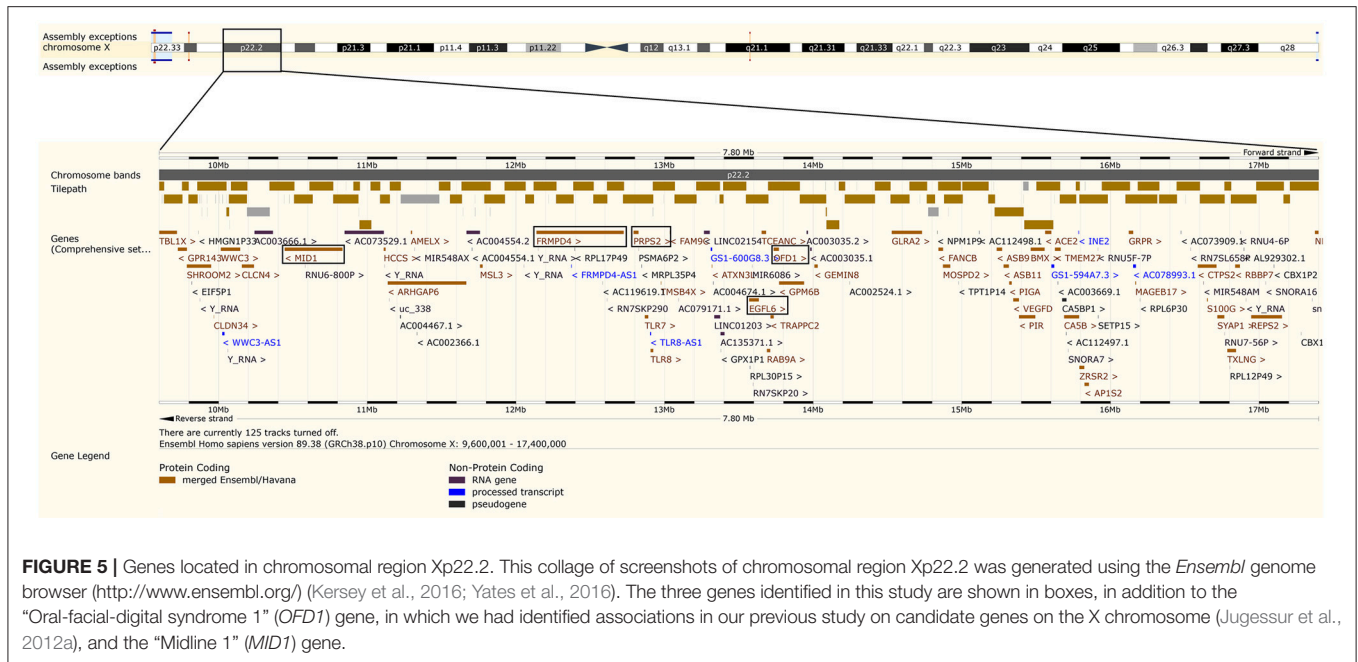 Assembly exceptions
chromosome X
p22.33 p22.2 p21.3 p21.1 p11.4 p11.3 p11.22 q12 q13.1 q21.1 q21.31 q21.33 q22.1 q22.3 q23 q24 q25 q26.3 q27.3 q28
Assembly exceptions
7.80 Mb Forward strand
10Mb 11Mb 12Mb 13Mb 14Mb 15Mb 16Mb 17Mb
Chromosome bands p22.2
Tilepath
Genes
(Comprehensive set...
TBL1X > < HMGN1P33 AC003666.1 > < AC073529.1 AMELX > < AC004554.2 FRMPD4 > PRPS2 > < FAM9C > LINC02154 TCEANC > < AC003035.2 GLRA2 > < NPM1P9 < AC112498.1 < ACE2 < INE2 GRPR > < AC073909.1 < RNU4-6P
< GPR143 WWC3 > < MID1 HCCS > < MIR548AX < AC004554.1 Y_RNA > < RPL17P49 PSMA6P2 > GS1-600G8.3 OFD1 > < AC003035.1 < FANCB < ASB9 BMX > < TMEM27 < RNU5F-7P < RN7SL658P < AL929302.1
SHROOM2 > < CLCN4 > RNU6-800P > < Y_RNA MSL3 > < Y_RNA < FRMPD4-AS1 < MRPL35P4 < ATXN3L MIR6086 > < GEMIN8 MOSPD2 > < ASB11 GS1-594A7.3 > < AC078993.1 < CTPS2 < RBBP7 < CBX1P2
< EIF5P1 < ARHGAP6 < AC119619.1 TMSB4X > AC004674.1 > < GPM6B < AC002524.1 < TPT1P14 < PIGA < AC003669.1 MAGEB17 > < MIR548AM < SNORA16
< Y_RNA < uc_338 < RN7SKP290 AC079171.1 > EGFL6 > < VEGFD CA5BP1 > < RPL6P30 S100G > < Y_RNA
CLDN34 > AC004467.1 > TLR7 > LINC01203 > < TRAPPC2 < PIR CA5B > SETP15 > SYAP1 > REPS2 >
< WWC3-AS1 < AC002366.1 < TLR8-AS1 AC135371.1 > < AC112497.1 RNU7-56P > CBX1
Y_RNA > TLR8 > < GPX1P1 RAB9A > SNORA7 > < TXLNG >
RPL30P15 > ZRSR2 > RPL12P49 >
RN7SKP20 > < AP1S2
10Mb 11Mb 12Mb 13Mb 14Mb 15Mb 16Mb 17Mb
Reverse strand 7.80 Mb
There are currently 125 tracks turned off.
Ensembl Homo sapiens version 89.38 (GRCh38.p10) Chromosome X: 9,600,001 - 17,400,000
Gene Legend
Protein Coding Non-Protein Coding
merged Ensembl/Havana RNA gene
processed transcript
pseudogene
FIGURE 5 | Genes located in chromosomal region Xp22.2. This collage of screenshots of chromosomal region Xp22.2 was generated using the Ensembl genome
browser (http://www.ensembl.org/) (Kersey et al., 2016; Yates et al., 2016). The three genes identified in this study are shown in boxes, in addition to the
“Oral-facial-digital syndrome 1” (OFD1) gene, in which we had identified associations in our previous study on candidate genes on the X chromosome (Jugessur et al.,
2012a), and the “Midline 1” (MID1) gene.